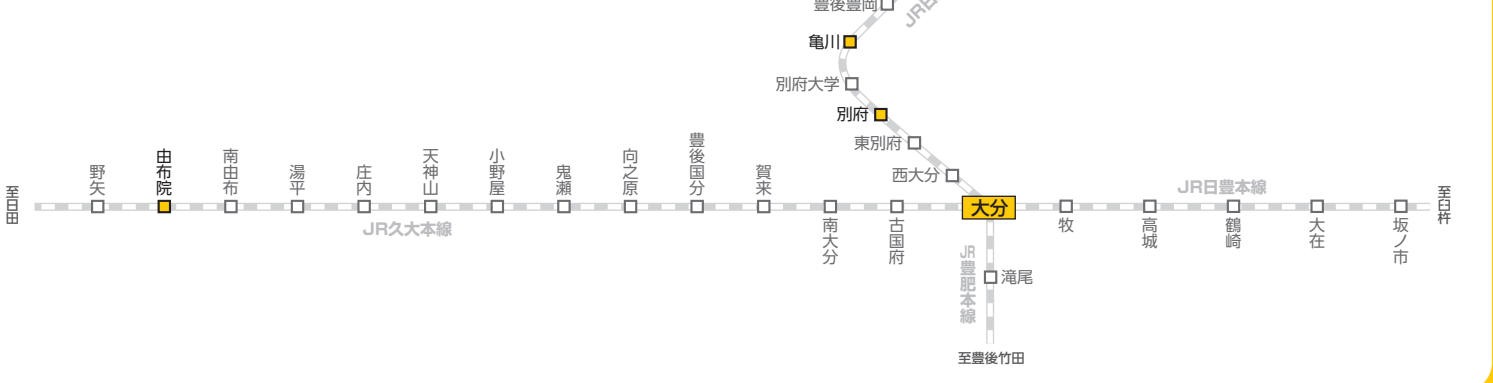 豊後豊岡
JR日
亀川
別府大学
別府
東別府
西大分
至日田
野矢
由布院
南由布
湯平
庄内
天神山
小野屋
鬼瀬
向之原
豊後国分
賀来
南大分
古国府
大分
牧
高城
鶴崎
大在
坂ノ市
至臼杵
JR久大本線
JR日豊本線
JR豊肥本線
滝尾
至豊後竹田